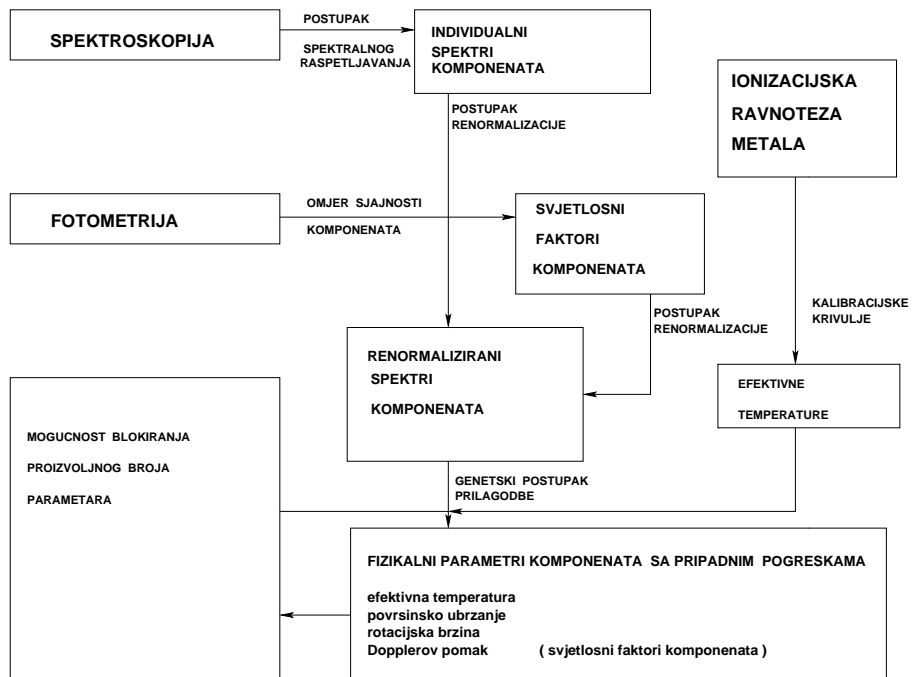 SPEKTROSKOPIJA
POSTUPAK
SPEKTRALNOG
RASPETLJAVANJA
INDIVIDUALNI
SPEKTRI
KOMPONENATA
IONIZACIJSKA
RAVNOTEZA
METALA
POSTUPAK
RENORMALIZACIJE
FOTOMETRIJA
OMJER SJAJNOSTI
KOMPONENATA
SVJETLOSNI
FAKTORI
KOMPONENATA
KALIBRACIJSKE
KRIVULJE
POSTUPAK
RENORMALIZACIJE
RENORMALIZIRANI
SPEKTRI
KOMPONENATA
EFEKTIVNE
TEMPERATURE
MOGUCNOST BLOKIRANJA
PROIZVOLJNOG BROJA
PARAMETARA
GENETSKI POSTUPAK
PRILAGODBE
FIZIKALNI PARAMETRI KOMPONENATA SA PRIPADNIM POGRESKAMA
efektivna temperatura
povrsinsko ubrzanje
rotacijska brzina
Dopplerov pomak ( svjetlosni faktori komponenata )